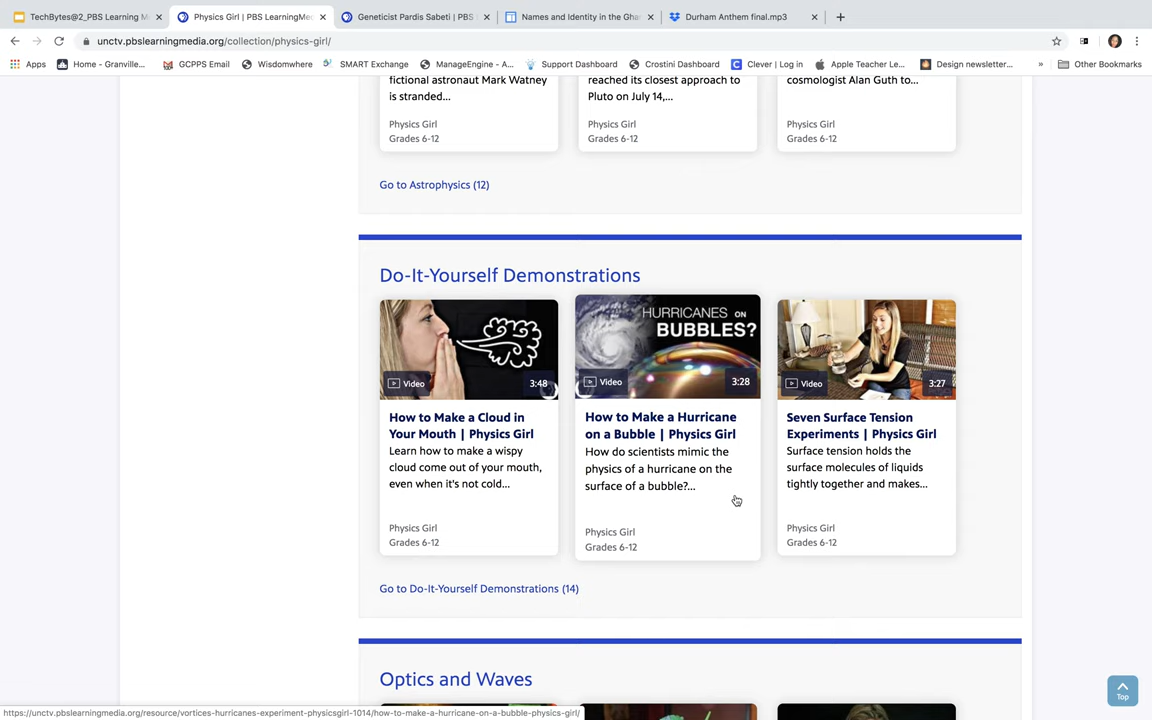 TechBytes@2_PBS Learning M
Physics Girl | PBS LearningMe
Geneticist Pardis Sabeti | PBS
Names and Identity in the Gha
Durham Anthem final.mp3
unctv.pbslearningmedia.org/collection/physics-girl/
Apps
Home - Granville...
GCPPS Email
Wisdomwhere
SMART Exchange
ManageEngine - A...
Support Dashboard
Crostini Dashboard
Clever | Log in
Apple Teacher Le...
Design newsletter...
»
Other Bookmarks
fictional astronaut Mark Watney
is stranded...
Physics Girl
Grades 6-12
reached its closest approach to
Pluto on July 14,...
Physics Girl
Grades 6-12
cosmologist Alan Guth to...
Physics Girl
Grades 6-12
Go to Astrophysics (12)
Do-It-Yourself Demonstrations
Video
3:48
How to Make a Cloud in
Your Mouth | Physics Girl
Learn how to make a wispy
cloud come out of your mouth,
even when it's not cold...
Physics Girl
Grades 6-12
HURRICANES ON
BUBBLES?
Video
3:28
How to Make a Hurricane
on a Bubble | Physics Girl
How do scientists mimic the
physics of a hurricane on the
surface of a bubble?...
Physics Girl
Grades 6-12
Video
3:27
Seven Surface Tension
Experiments | Physics Girl
Surface tension holds the
surface molecules of liquids
tightly together and makes...
Physics Girl
Grades 6-12
Go to Do-It-Yourself Demonstrations (14)
Optics and Waves
Top
https://unctv.pbslearningmedia.org/resource/vortices-hurricanes-experiment-physicsgirl-1014/how-to-make-a-hurricane-on-a-bubble-physics-girl/